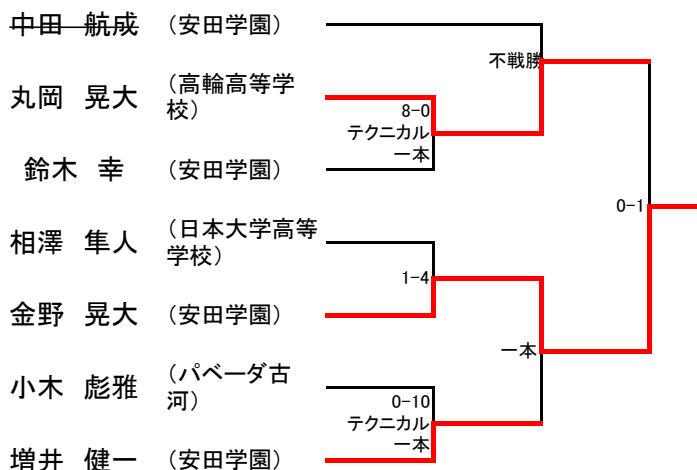 中田 航成 （安田学園）
不戦勝
丸岡 晃大 （高輪高等学
校）
8-0
テクニカル
一本
鈴木 幸 （安田学園）
0-1
相澤 隼人 （日本大学高等
学校）
1-4
金野 晃大 （安田学園）
一本
小木 彪雅 （パベーダ古
河）
0-10
テクニカル
一本
増井 健一 （安田学園）